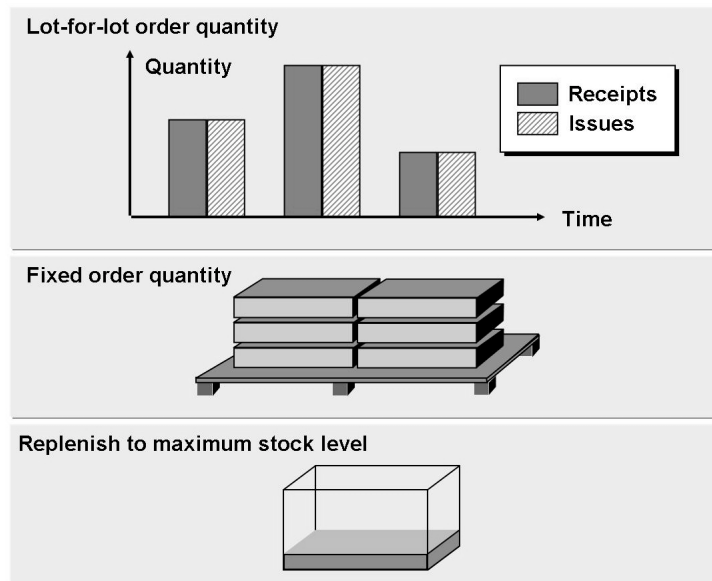 Lot-for-lot order quantity
Quantity
Receipts
Issues
Time
Fixed order quantity
Replenish to maximum stock level